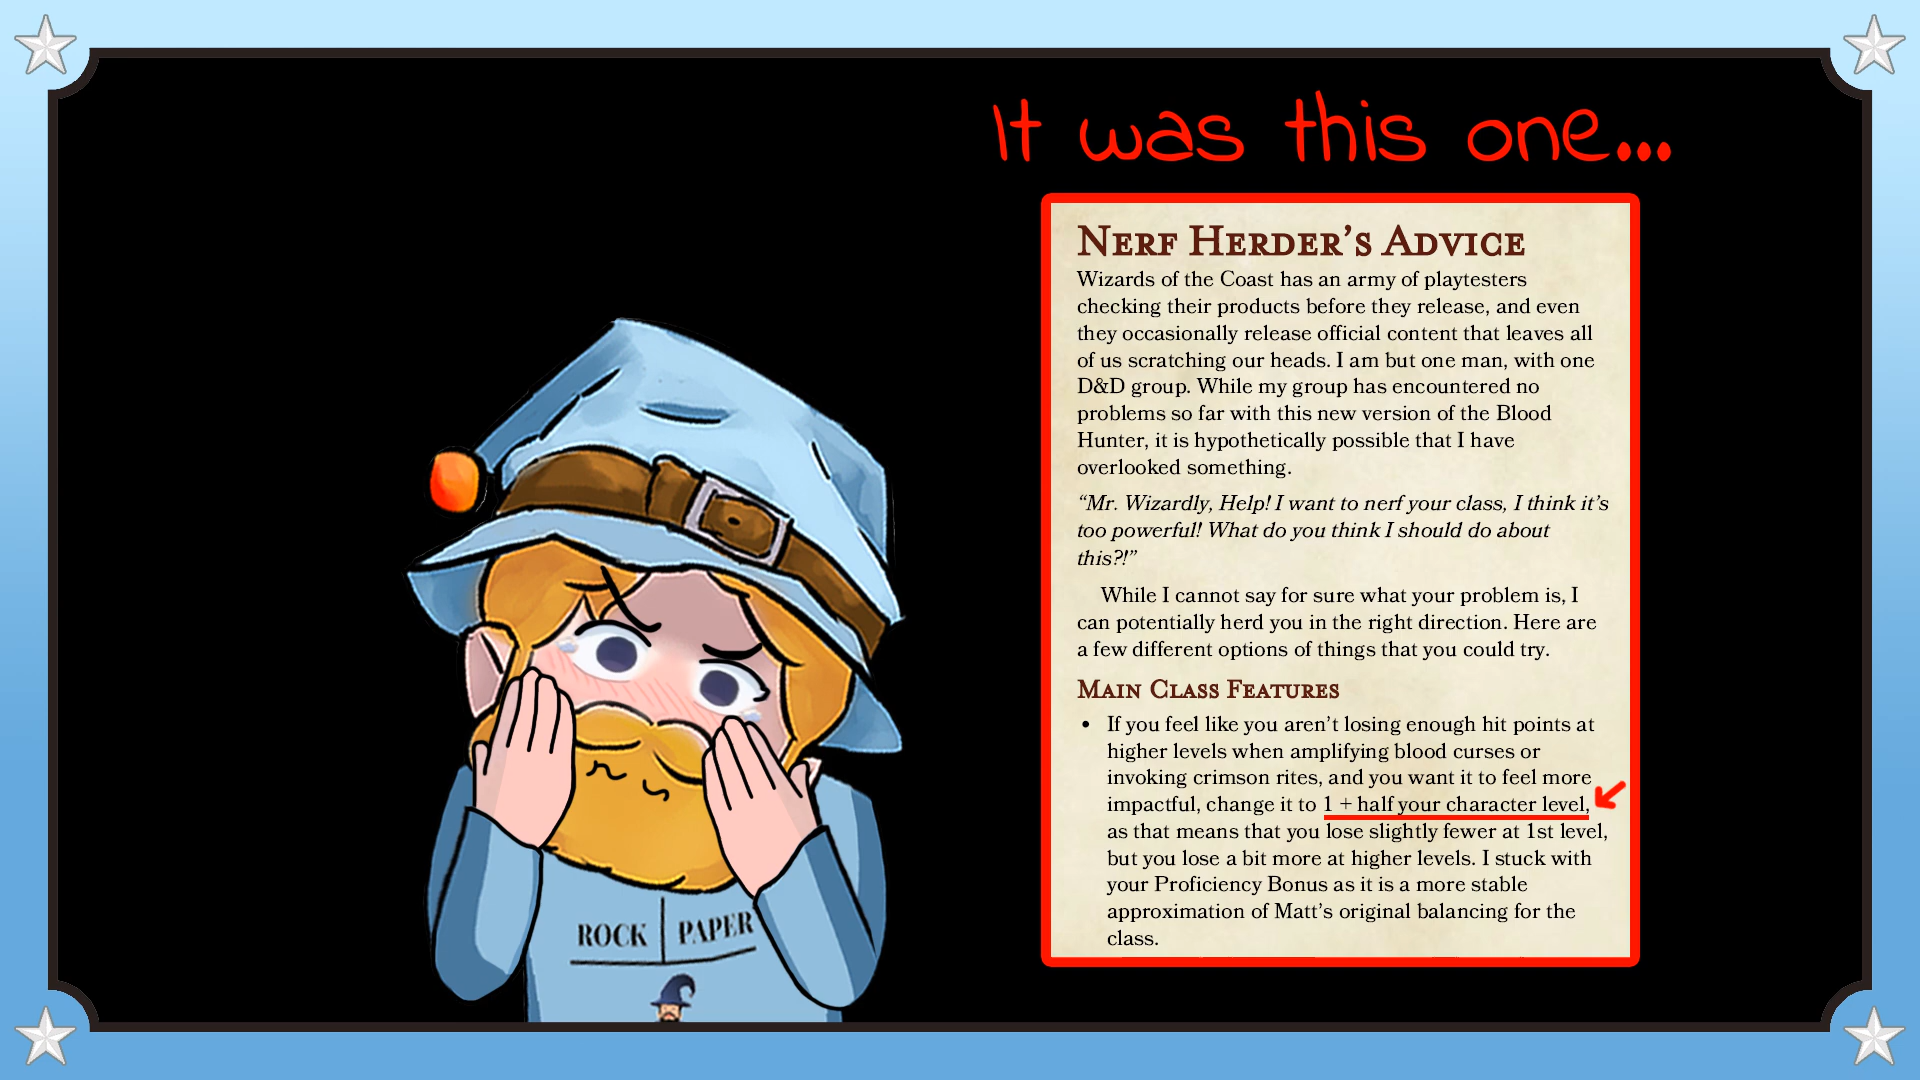 It was this one...
Nerf Herder’s Advice
Wizards of the Coast has an army of playtesters
checking their products before they release, and even
they occasionally release official content that leaves all
of us scratching our heads. I am but one man, with one
D&D group. While my group has encountered no
problems so far with this new version of the Blood
Hunter, it is hypothetically possible that I have
overlooked something.
“Mr. Wizardly, Help! I want to nerf your class, I think it’s
too powerful! What do you think I should do about
this?!”
While I cannot say for sure what your problem is, I
can potentially herd you in the right direction. Here are
a few different options of things that you could try.
Main Class Features
• If you feel like you aren’t losing enough hit points at
higher levels when amplifying blood curses or
invoking crimson rites, and you want it to feel more
impactful, change it to 1 + half your character level,
as that means that you lose slightly fewer at 1st level,
but you lose a bit more at higher levels. I stuck with
your Proficiency Bonus as it is a more stable
approximation of Matt’s original balancing for the
class.
ROCK PAPER